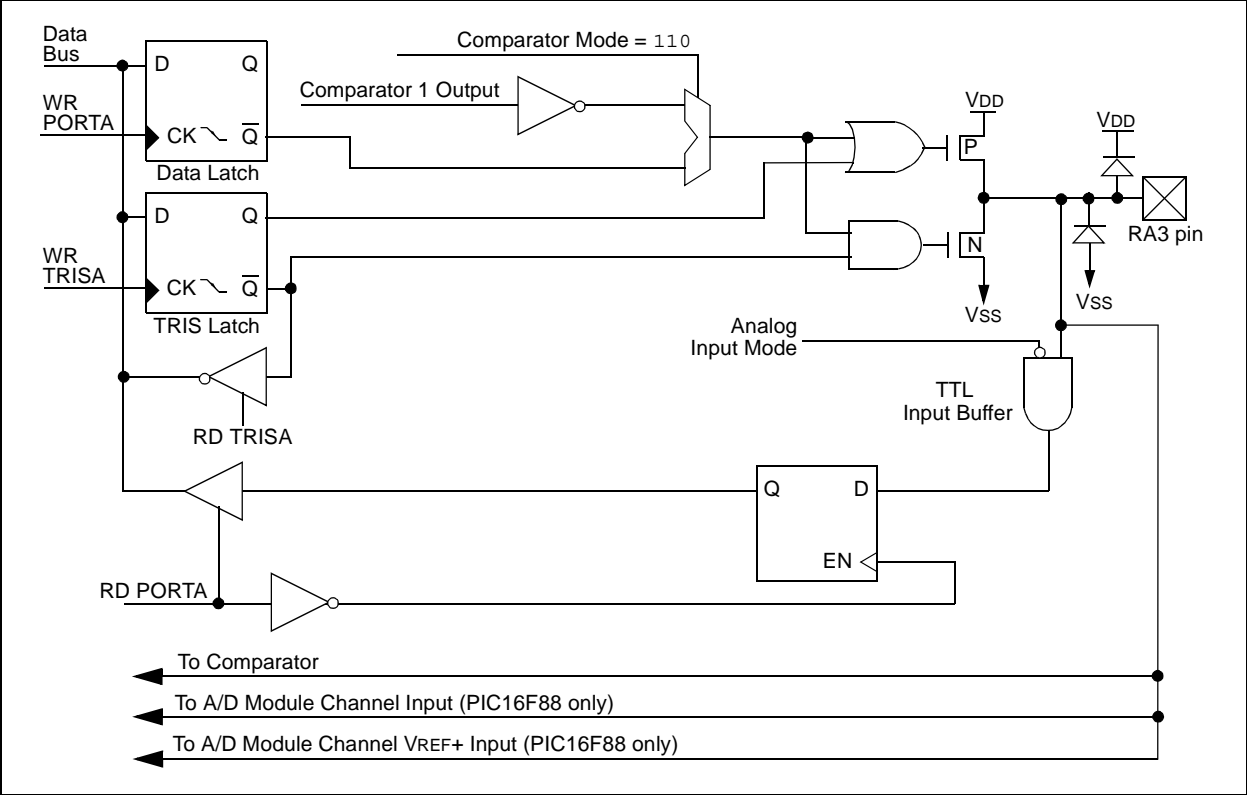 Data
Bus
D Q
WR
PORTA
CK Q
Data Latch
Comparator Mode = 110
Comparator 1 Output
VDD
P
VDD
RA3 pin
N
VSS
VSS
D Q
WR
TRISA
CK Q
TRIS Latch
RD TRISA
Analog
Input Mode
TTL
Input Buffer
Q D
EN
RD PORTA
To Comparator
To A/D Module Channel Input (PIC16F88 only)
To A/D Module Channel VREF+ Input (PIC16F88 only)